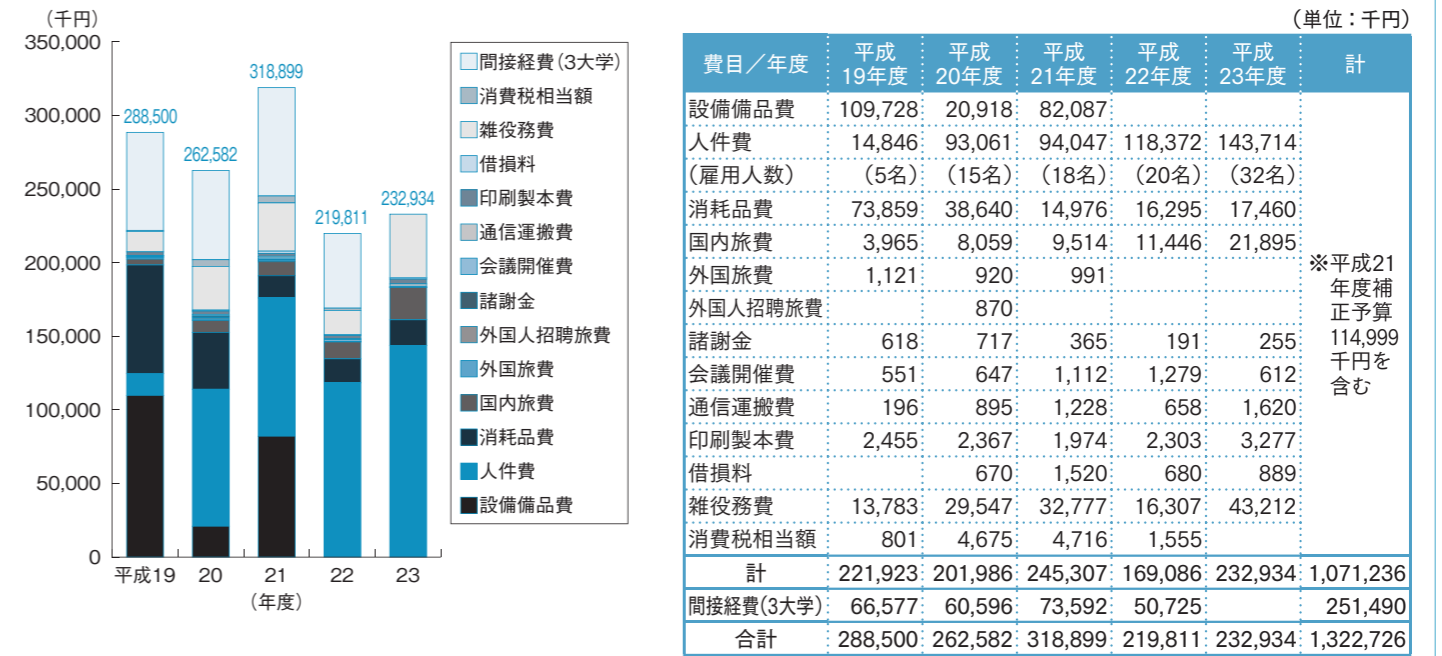 （千円）
350,000
300,000
250,000
200,000
150,000
100,000
50,000
0
288,500
262,582
318,899
219,811
232,934
平成19 20 21 22 23
（年度）
間接経費（3大学）
消費税相当額
雑役務費
借損料
印刷製本費
通信運搬費
会議開催費
諸謝金
外国人招聘旅費
外国旅費
国内旅費
消耗品費
人件費
設備備品費
（単位：千円）
費目／年度 平成19年度 平成20年度 平成21年度 平成22年度 平成23年度 計
設備備品費 109,728 20,918 82,087
人件費 14,846 93,061 94,047 118,372 143,714
（雇用人数） （5名） （15名） （18名） （20名） （32名）
消耗品費 73,859 38,640 14,976 16,295 17,460
国内旅費 3,965 8,059 9,514 11,446 21,895
外国旅費 1,121 920 991
外国人招聘旅費 870
諸謝金 618 717 365 191 255
会議開催費 551 647 1,112 1,279 612
通信運搬費 196 895 1,228 658 1,620
印刷製本費 2,455 2,367 1,974 2,303 3,277
借損料 670 1,520 680 889
雑役務費 13,783 29,547 32,777 16,307 43,212
消費税相当額 801 4,675 4,716 1,555
※平成21
年度補
正予算
114,999
千円を
含む
計 221,923 201,986 245,307 169,086 232,934 1,071,236
間接経費（3大学） 66,577 60,596 73,592 50,725 251,490
合計 288,500 262,582 318,899 219,811 232,934 1,322,726